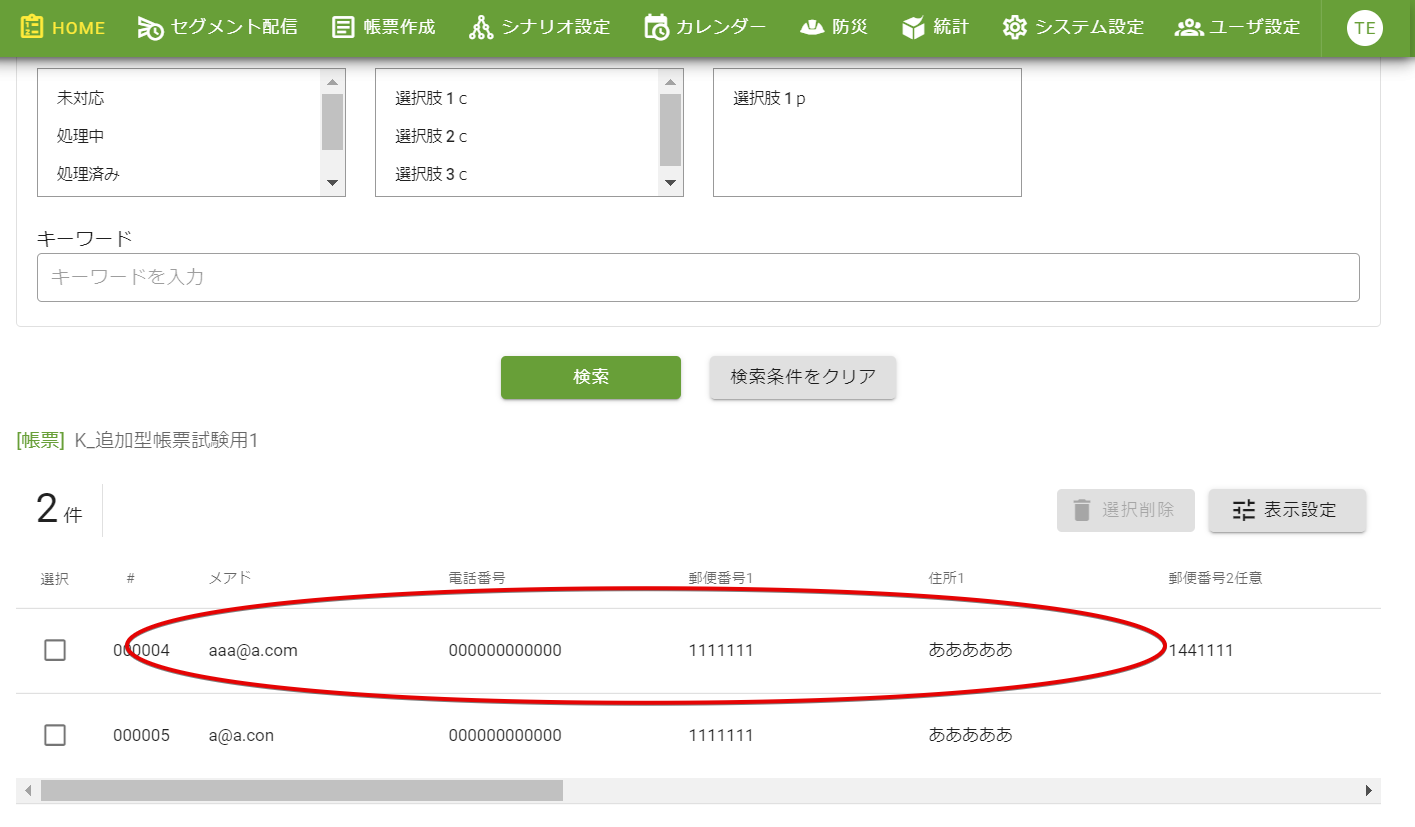 HOME セグメント配信 帳票作成 シナリオ設定 カレンダー 防災 統計 システム設定 ユーザ設定 TE
未対応 選択肢1c 選択肢1p
処理中 選択肢2c
処理済み 選択肢3c
キーワード
キーワードを入力
検索 検索条件をクリア
[帳票] K_追加型帳票試験用1
2件 選択削除 表示設定
選択 # メアド 電話番号 郵便番号1 住所1 郵便番号2任意
000004 aaa@a.com 000000000000 1111111 あああああ 1441111
000005 a@a.con 000000000000 1111111 あああああ